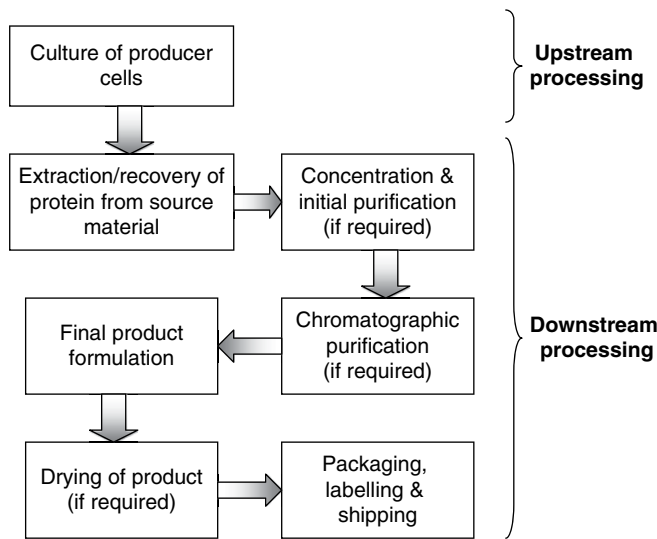 Culture of producer
cells
Upstream
processing
Extraction/recovery of
protein from source
material
Concentration &
initial purification
(if required)
Chromatographic
purification
(if required)
Final product
formulation
Downstream
processing
Drying of product
(if required)
Packaging,
labelling &
shipping